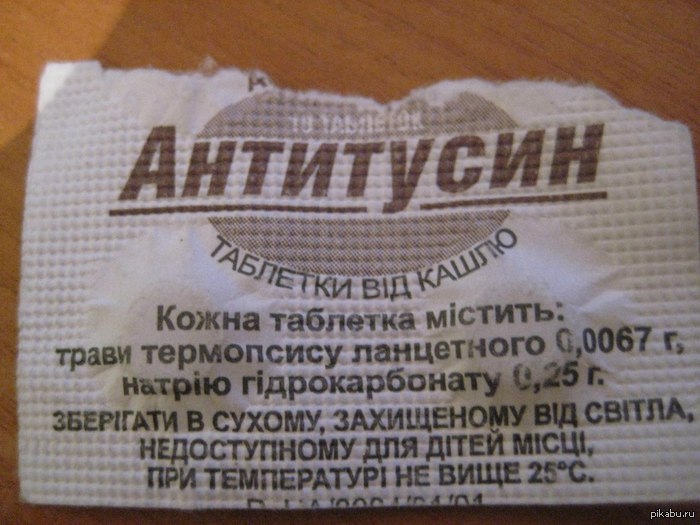 10 ТАБЛЕТОК
АНТИТУСИН
ТАБЛЕТКИ ВІД КАШЛЮ
Кожна таблетка містить:
трави термопсису ланцетного 0,0067 г,
натрію гідрокарбонату 0,25 г.
ЗБЕРІГАТИ В СУХОМУ, ЗАХИЩЕНОМУ ВІД СВІТЛА,
НЕДОСТУПНОМУ ДЛЯ ДІТЕЙ МІСЦІ,
ПРИ ТЕМПЕРАТУРІ НЕ ВИЩЕ 25°С.
pikabu.ru